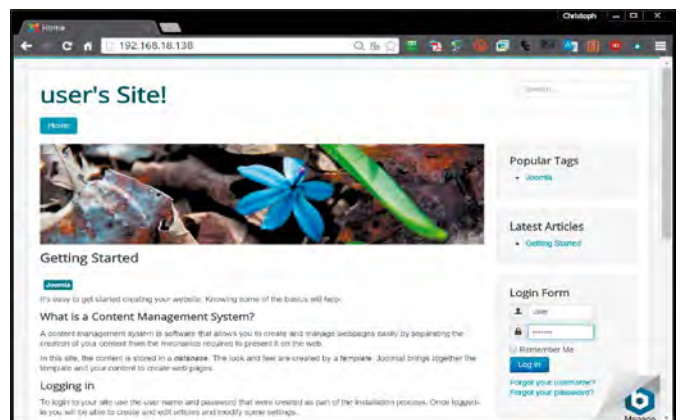 Christoph
Home
192.168.18.138
user's Site!
Search...
Home
Popular Tags
Joomla
Latest Articles
Getting Started
Getting Started
Joomla
It's easy to get started creating your website. Knowing some of the basics will help.
What is a Content Management System?
A content management system is software that allows you to create and manage webpages easily by separating the
creation of your content from the mechanics required to present it on the web.
In this site, the content is stored in a database. The look and feel are created by a template. Joomla! brings together the
template and your content to create web pages.
Logging in
To login to your site use the user name and password that were created as part of the installation process. Once logged-
in you will be able to create and edit articles and modify some settings.
Login Form
User
Remember Me
Log in
Forgot your username?
Forgot your password?
Manage